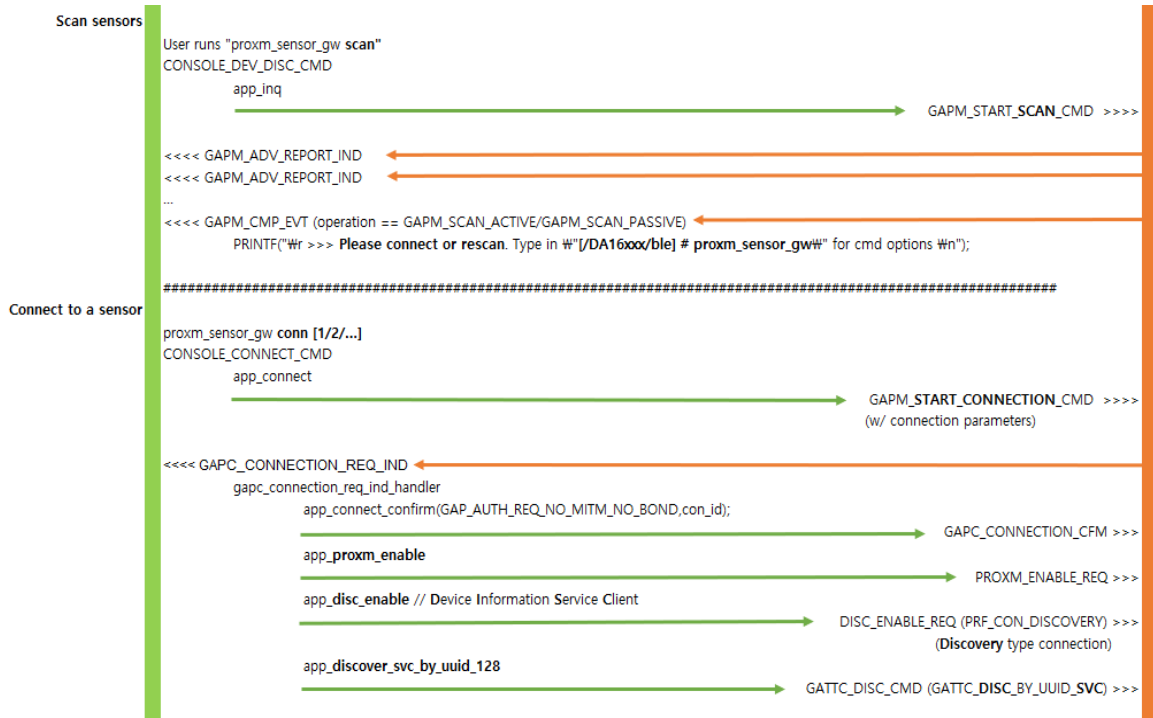 Scan sensors
User runs "proxm_sensor_gw scan"
CONSOLE_DEV_DISC_CMD
app_inq
GAPM_START_SCAN_CMD >>>>
<<<< GAPM_ADV_REPORT_IND
<<<< GAPM_ADV_REPORT_IND
...
<<<< GAPM_CMP_EVT (operation == GAPM_SCAN_ACTIVE/GAPM_SCAN_PASSIVE)
PRINTF("₩r >>> Please connect or rescan. Type in ₩"[/DA16xxx/ble] # proxm_sensor_gw₩" for cmd options ₩n");
################################################################################################################
Connect to a sensor
proxm_sensor_gw conn [1/2/...]
CONSOLE_CONNECT_CMD
app_connect
GAPM_START_CONNECTION_CMD >>>>
(w/ connection parameters)
<<<< GAPC_CONNECTION_REQ_IND
gapc_connection_req_ind_handler
app_connect_confirm(GAP_AUTH_REQ_NO_MITM_NO_BOND,con_id);
GAPC_CONNECTION_CFM >>>
app_proxm_enable
PROXM_ENABLE_REQ >>>
app_disc_enable // Device Information Service Client
DISC_ENABLE_REQ (PRF_CON_DISCOVERY) >>>
(Discovery type connection)
app_discover_svc_by_uuid_128
GATTC_DISC_CMD (GATTC_DISC_BY_UUID_SVC) >>>